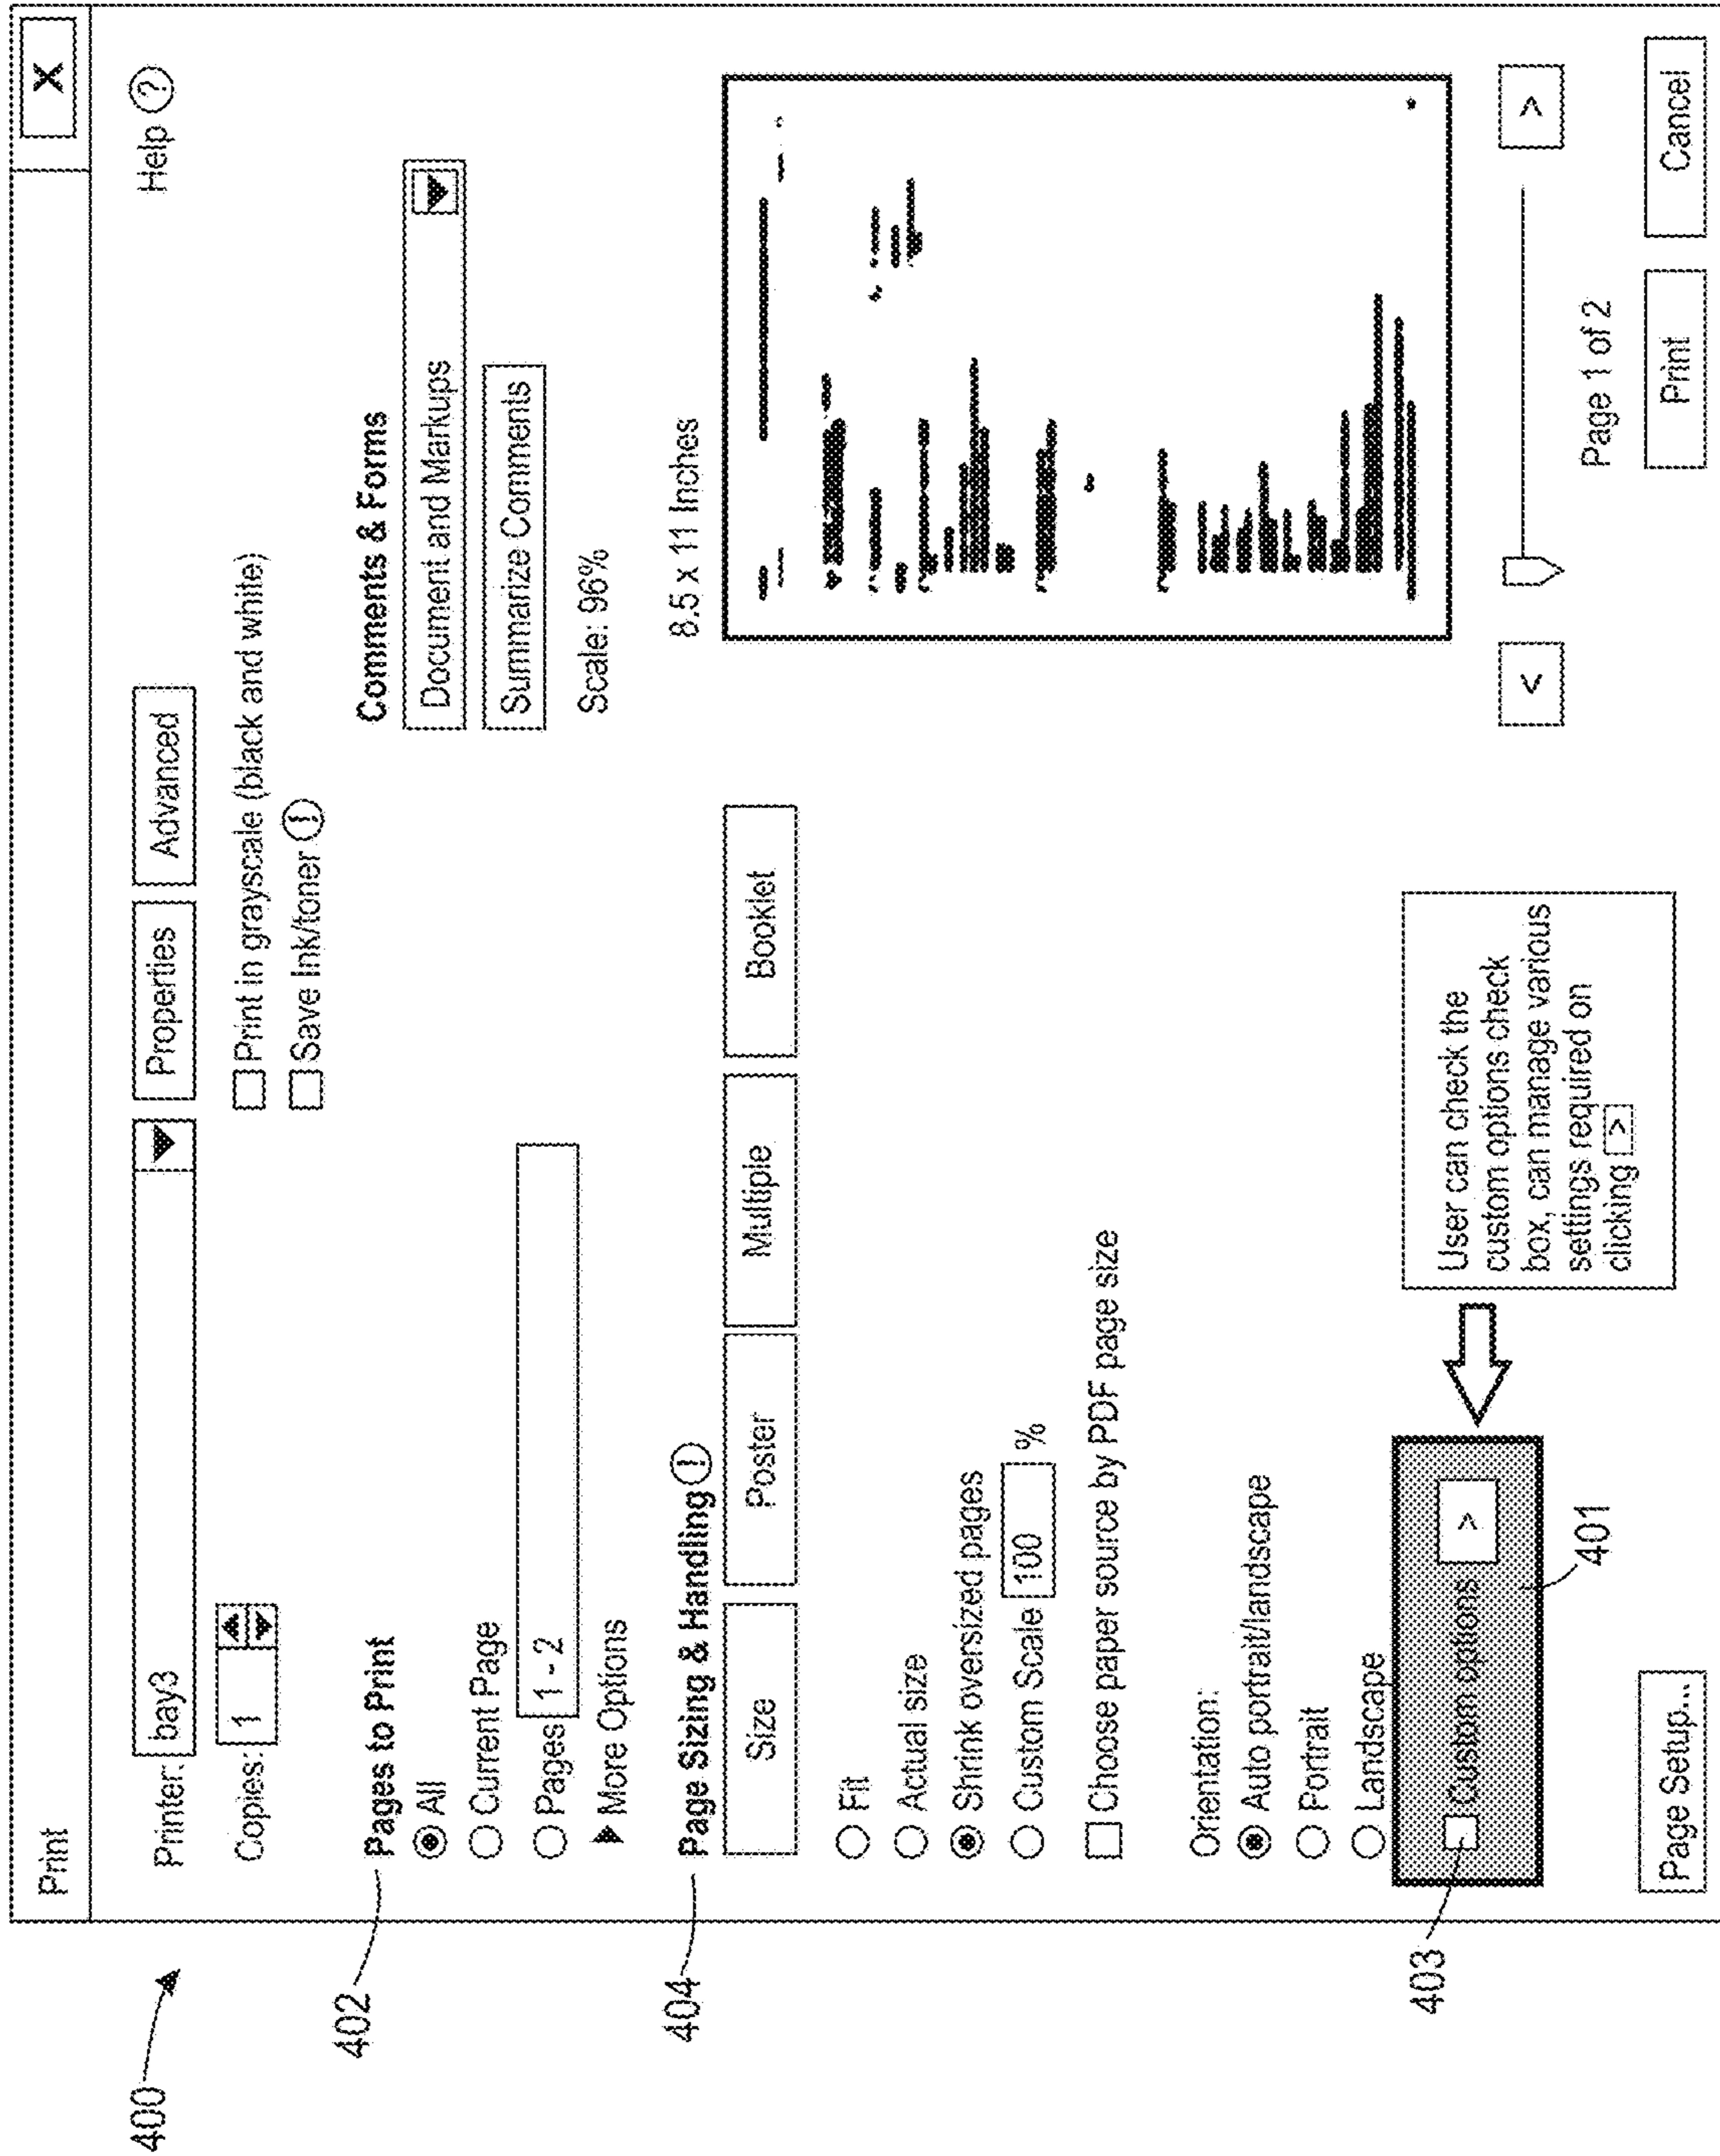 Print
X
Printer: bay3
Properties
Advanced
Help ?
Copies: 1
Print in grayscale (black and white)
Save Ink/toner !
400
402
Pages to Print
All
Current Page
Pages 1 - 2
More Options
Comments & Forms
Document and Markups
Summarize Comments
Scale: 96%
404
Page Sizing & Handling !
Size
Poster
Multiple
Booklet
8.5 x 11 Inches
Fit
Actual size
Shrink oversized pages
Custom Scale 100 %
Choose paper source by PDF page size
Orientation:
Auto portrait/landscape
Portrait
Landscape
403
Custom options >
401
User can check the
custom options check
box, can manage various
settings required on
clicking >
<
>
Page 1 of 2
Page Setup...
Print
Cancel